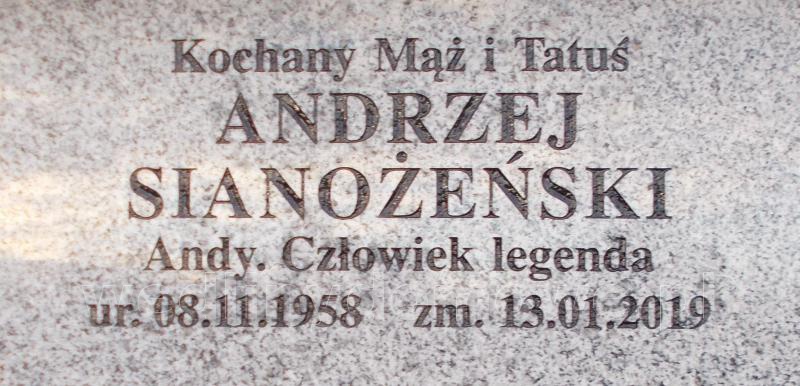 Kochany Mąż i Tatuś
ANDRZEJ
SIANOŻEŃSKI
Andy. Człowiek legenda
ur. 08.11.1958 zm. 13.01.2019